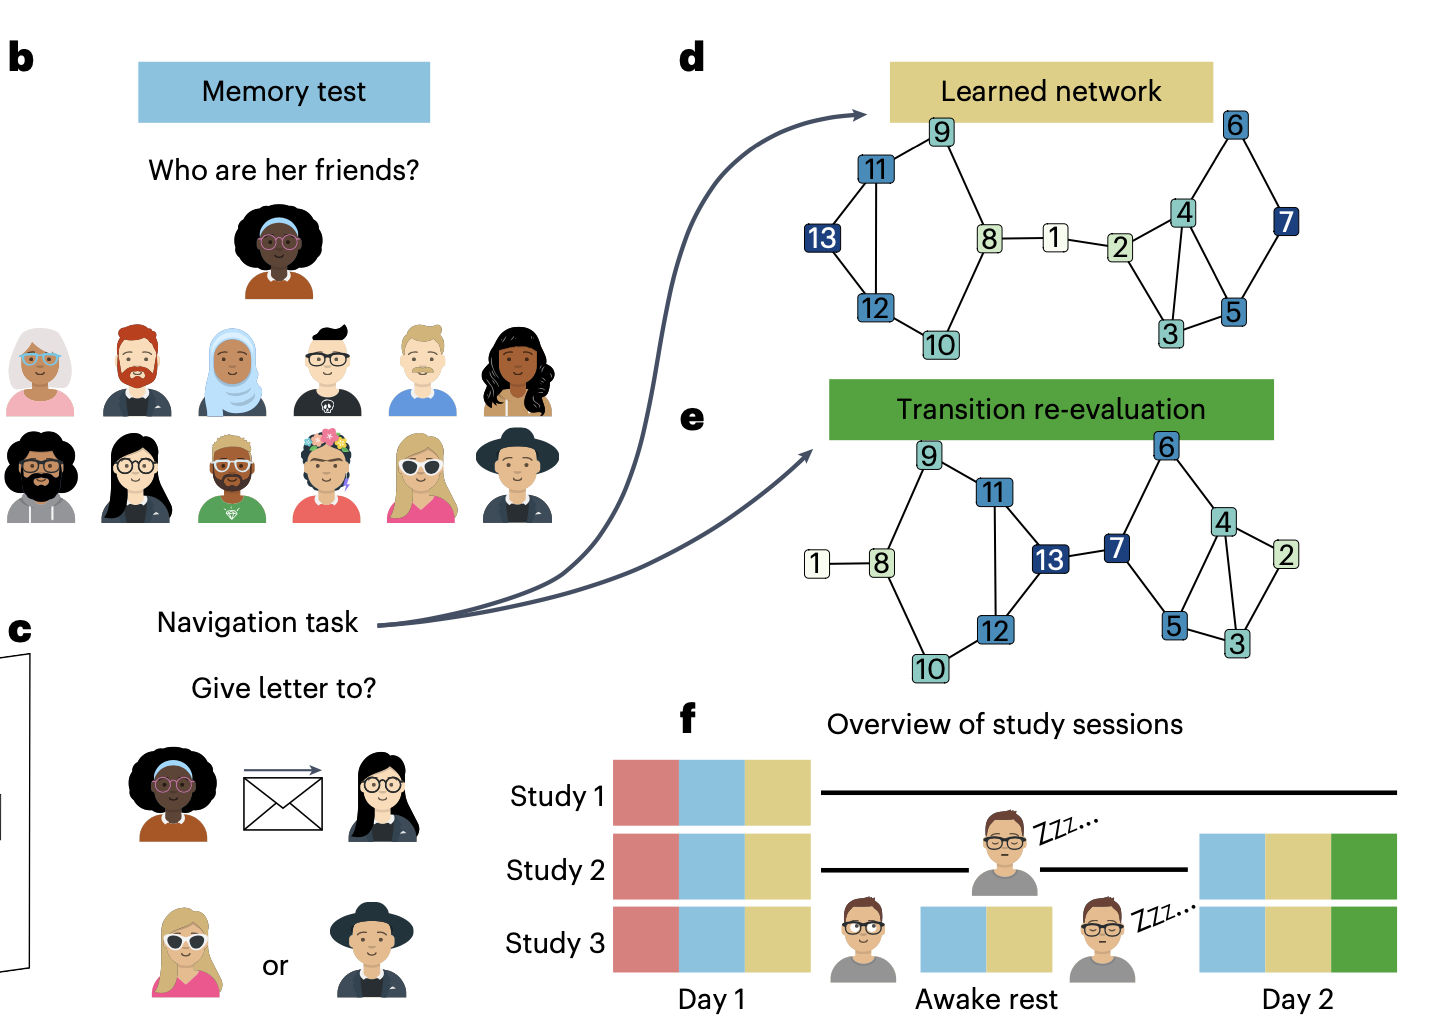 b
Memory test
Who are her friends?
c
Navigation task
Give letter to?
or
d
Learned network
9
6
11
4
7
13
8
1
2
12
5
3
10
e
Transition re-evaluation
9
6
11
4
1
8
13
7
2
12
5
3
10
f
Overview of study sessions
Study 1
Zzz...
Study 2
Zzz...
Study 3
Day 1
Awake rest
Day 2